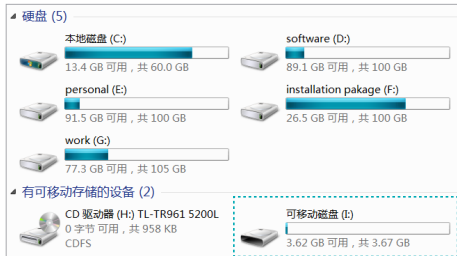 硬盘 (5)
本地磁盘 (C:)
13.4 GB 可用，共 60.0 GB
software (D:)
89.1 GB 可用，共 100 GB
personal (E:)
91.5 GB 可用，共 100 GB
installation pakage (F:)
26.5 GB 可用，共 100 GB
work (G:)
77.3 GB 可用，共 105 GB
有可移动存储的设备 (2)
CD 驱动器 (H:) TL-TR961 5200L
0 字节 可用，共 958 KB
CDFS
可移动磁盘 (I:)
3.62 GB 可用，共 3.67 GB